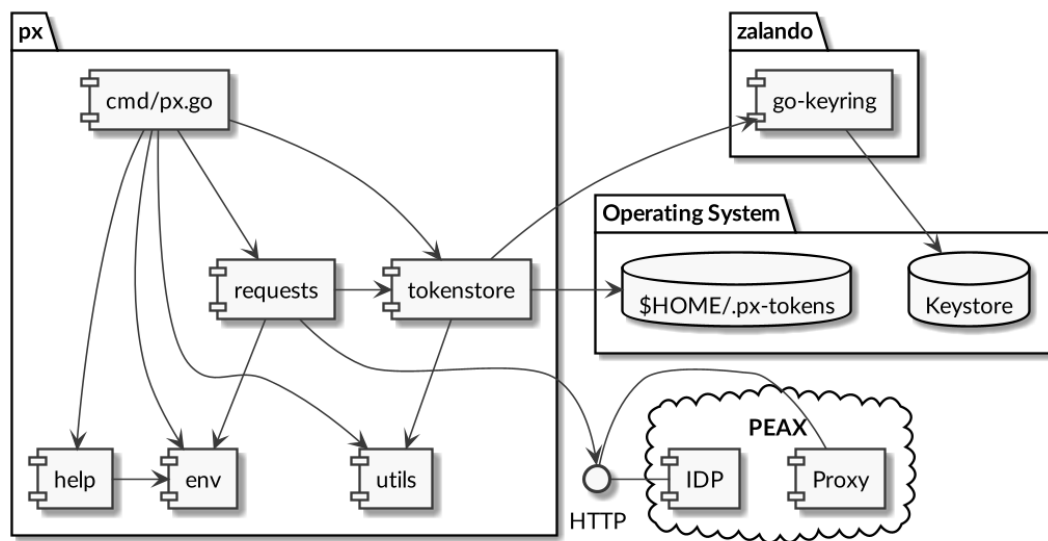 px
zalando
cmd/px.go
go-keyring
Operating System
requests
tokenstore
$HOME/.px-tokens
Keystore
PEAX
help
env
utils
IDP
Proxy
HTTP